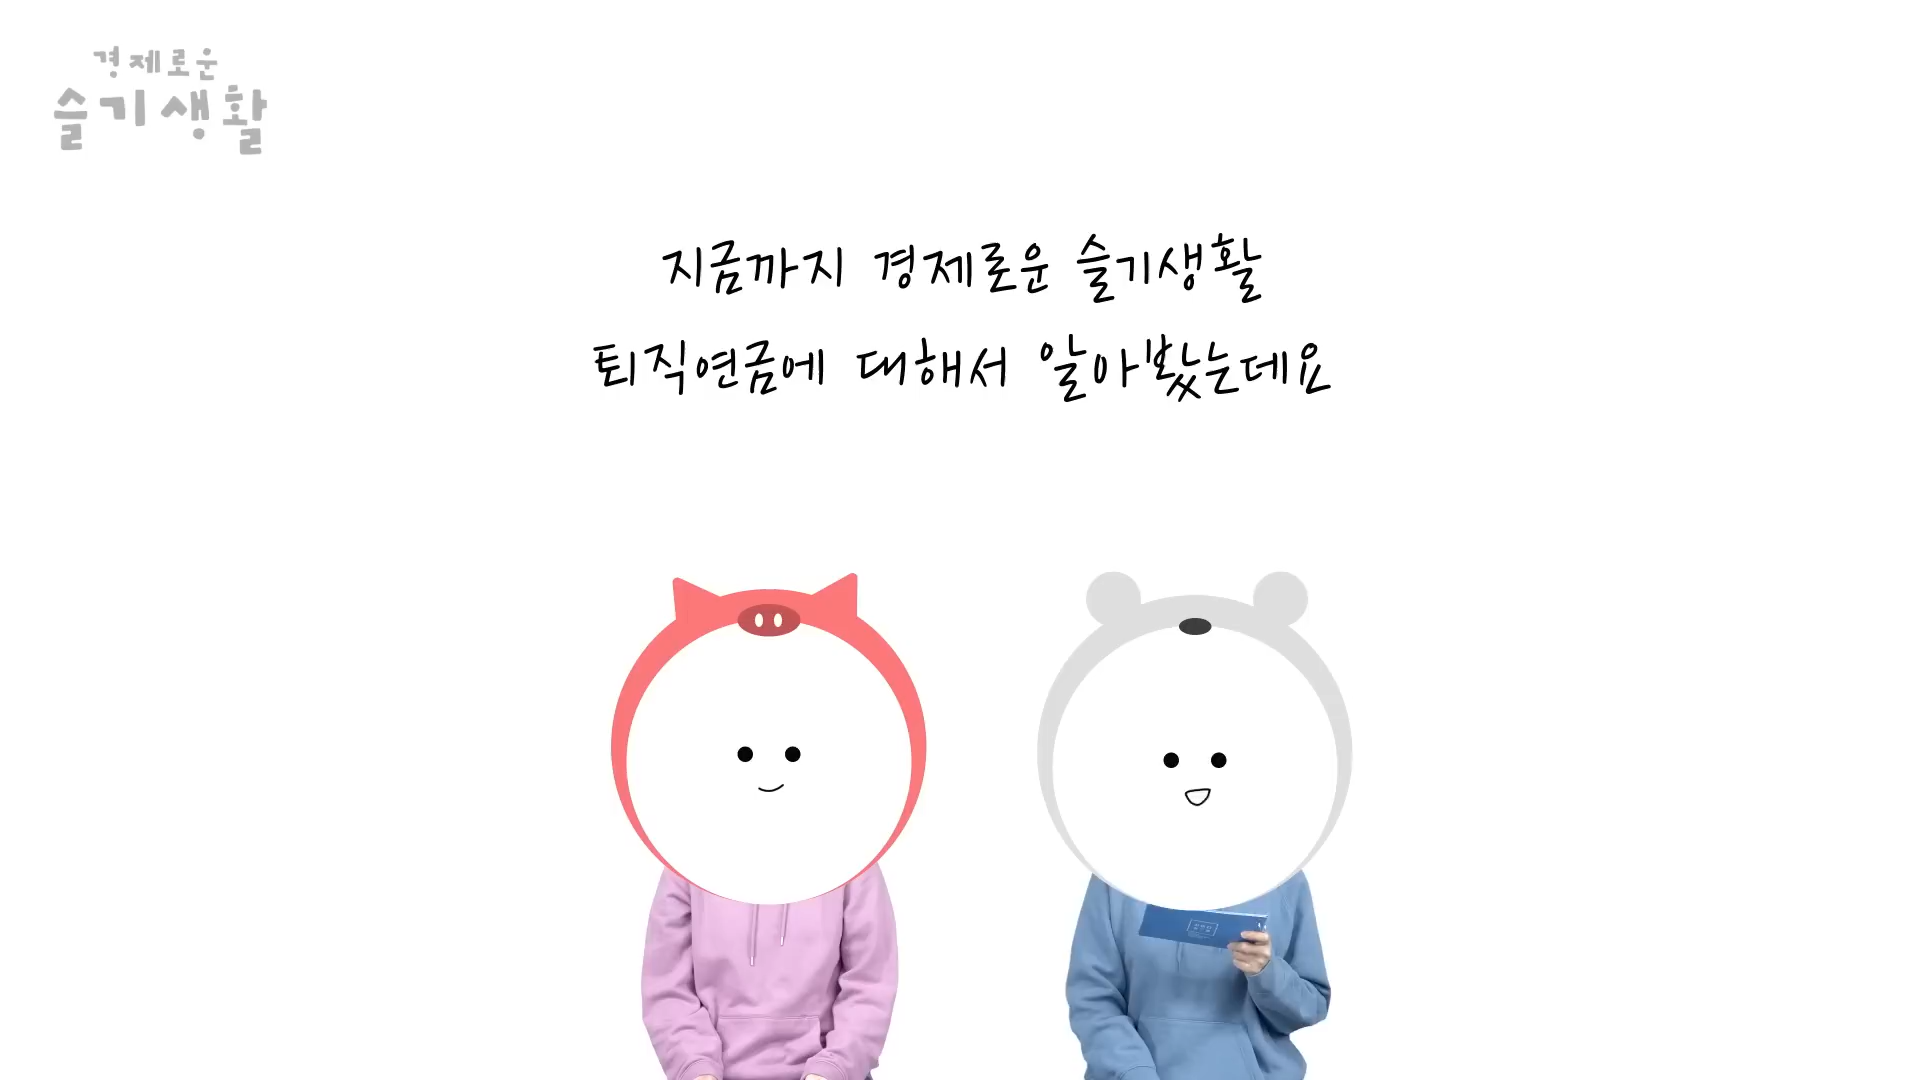 경제로운
슬기생활
지금까지 경제로운 슬기생활
퇴직연금에 대해서 알아봤는데요